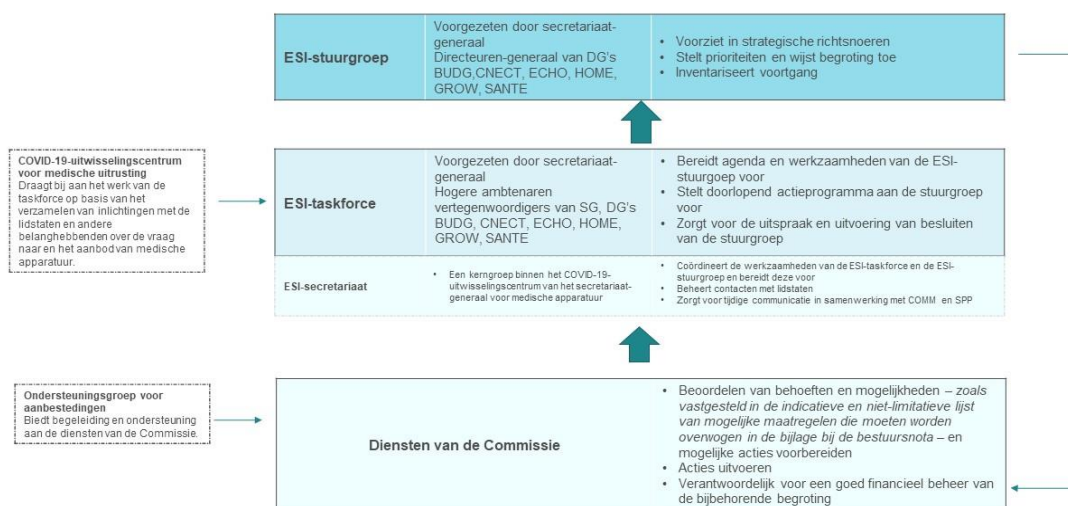 ESI-stuurgroep
Voorgezeten door secretariaat-
generaal
Directeuren-generaal van DG's
BUDG,CNECT, ECHO, HOME,
GROW, SANTE
• Voorziet in strategische richtsnoeren
• Stelt prioriteiten en wijst begroting toe
• Inventariseert voortgang
COVID-19-uitwisselingscentrum
voor medische uitrusting
Draagt bij aan het werk van de
taskforce op basis van het
verzamelen van inlichtingen met de
lidstaten en andere
belanghebbenden over de vraag
naar en het aanbod van medische
apparatuur.
ESI-taskforce
Voorgezeten door secretariaat-
generaal
Hogere ambtenaren
vertegenwoordigers van SG, DG's
BUDG, CNECT, ECHO, HOME,
GROW, SANTE
• Bereidt agenda en werkzaamheden van de ESI-
stuurgroep voor
• Stelt doorlopend actieprogramma aan de stuurgroep
voor
• Zorgt voor de uitspraak en uitvoering van besluiten
van de stuurgroep
ESI-secretariaat
• Een kerngroep binnen het COVID-19-
uitwisselingscentrum van het secretariaat-
generaal voor medische apparatuur
• Coördineert de werkzaamheden van de ESI-taskforce en de ESI-
stuurgroep en bereidt deze voor
• Beheert contacten met lidstaten
• Zorgt voor tijdige communicatie in samenwerking met COMM en SPP
Ondersteuningsgroep voor
aanbestedingen
Biedt begeleiding en ondersteuning
aan de diensten van de Commissie.
Diensten van de Commissie
• Beoordelen van behoeften en mogelijkheden – zoals
vastgesteld in de indicatieve en niet-limitatieve lijst
van mogelijke maatregelen die moeten worden
overwogen in de bijlage bij de bestuursnota – en
mogelijke acties voorbereiden
• Acties uitvoeren
• Verantwoordelijk voor een goed financieel beheer van
de bijbehorende begroting